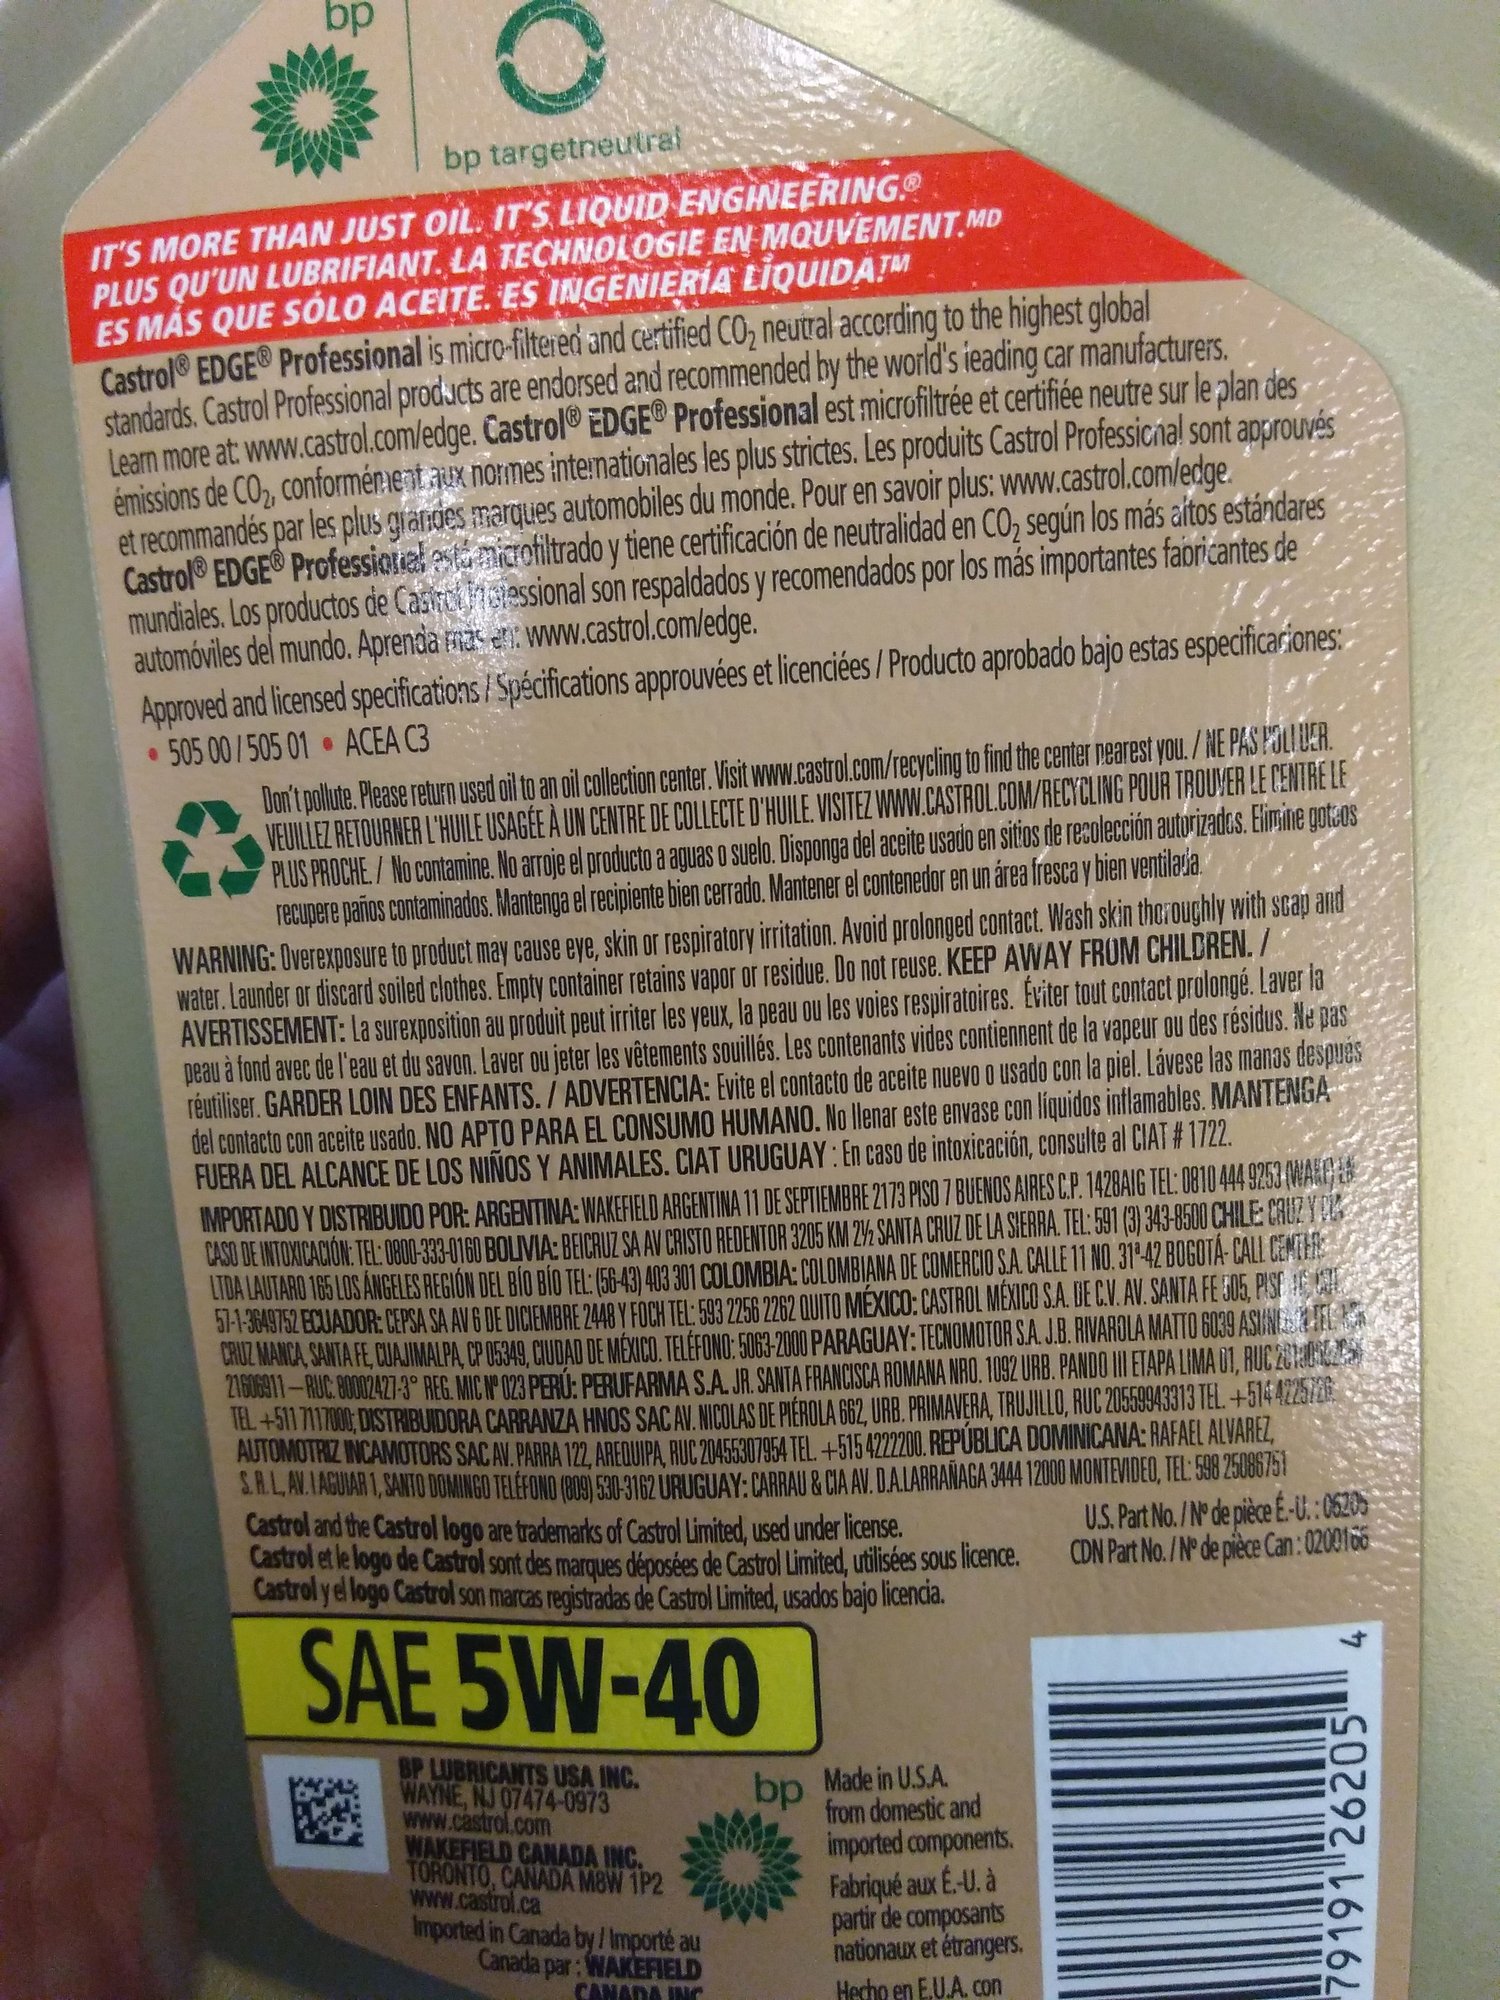 bp
bp targetneutral
IT'S MORE THAN JUST OIL. IT'S LIQUID ENGINEERING.®
PLUS QU'UN LUBRIFIANT. LA TECHNOLOGIE EN MOUVEMENT.MD
ES MÁS QUE SÓLO ACEITE. ES INGENIERÍA LÍQUIDA.TM
Castrol® EDGE® Professional is micro-filtered and certified CO₂ neutral according to the highest global
standards. Castrol Professional products are endorsed and recommended by the world's leading car manufacturers.
Learn more at: www.castrol.com/edge. Castrol® EDGE® Professional est microfiltrée et certifiée neutre sur le plan des
émissions de CO₂, conformément aux normes internationales les plus strictes. Les produits Castrol Professional sont approuvés
et recommandés par les plus grandes marques automobiles du monde. Pour en savoir plus: www.castrol.com/edge.
Castrol® EDGE® Professional está microfiltrado y tiene certificación de neutralidad en CO₂ según los más altos estándares
mundiales. Los productos de Castrol Professional son respaldados y recomendados por los más importantes fabricantes de
automóviles del mundo. Aprenda más en: www.castrol.com/edge.
Approved and licensed specifications / Spécifications approuvées et licenciées / Producto aprobado bajo estas especificaciones:
• 505 00 / 505 01 • ACEA C3
Don't pollute. Please return used oil to an oil collection center. Visit www.castrol.com/recycling to find the center nearest you. / NE PAS POLLUER.
VEUILLEZ RETOURNER L'HUILE USAGÉE À UN CENTRE DE COLLECTE D'HUILE. VISITEZ WWW.CASTROL.COM/RECYCLING POUR TROUVER LE CENTRE LE
PLUS PROCHE. / No contamine. No arroje el producto a aguas o suelo. Disponga del aceite usado en sitios de recolección autorizados. Elimine goteos
recupere paños contaminados. Mantenga el recipiente bien cerrado. Mantener el contenedor en un área fresca y bien ventilada.
WARNING: Overexposure to product may cause eye, skin or respiratory irritation. Avoid prolonged contact. Wash skin thoroughly with soap and
water. Launder or discard soiled clothes. Empty container retains vapor or residue. Do not reuse. KEEP AWAY FROM CHILDREN. /
AVERTISSEMENT: La surexposition au produit peut irriter les yeux, la peau ou les voies respiratoires. Éviter tout contact prolongé. Laver la
peau à fond avec de l'eau et du savon. Laver ou jeter les vêtements souillés. Les contenants vides contiennent de la vapeur ou des résidus. Ne pas
réutiliser. GARDER LOIN DES ENFANTS. / ADVERTENCIA: Evite el contacto de aceite nuevo o usado con la piel. Lávese las manos después
del contacto con aceite usado. NO APTO PARA EL CONSUMO HUMANO. No llenar este envase con líquidos inflamables. MANTENGA
FUERA DEL ALCANCE DE LOS NIÑOS Y ANIMALES. CIAT URUGUAY : En caso de intoxicación, consulte al CIAT # 1722.
IMPORTADO Y DISTRIBUIDO POR: ARGENTINA: WAKEFIELD ARGENTINA 11 DE SEPTIEMBRE 2173 PISO 7 BUENOS AIRES C.P. 1428AIG TEL: 0810 444 9253 (WAKE) EN
CASO DE INTOXICACIÓN: TEL: 0800-333-0160 BOLIVIA: BEICRUZ SA AV CRISTO REDENTOR 3205 KM 2½ SANTA CRUZ DE LA SIERRA. TEL: 591 (3) 343-8500 CHILE: CRUZ Y CIA
LTDA LAUTARO 165 LOS ÁNGELES REGIÓN DEL BÍO BÍO TEL: (56-43) 403 301 COLOMBIA: COLOMBIANA DE COMERCIO S.A. CALLE 11 NO. 31ª-42 BOGOTÁ- CALL CENTER:
57-1-3649752 ECUADOR: CEPSA SA AV 6 DE DICIEMBRE 2448 Y FOCH TEL: 593 2256 2262 QUITO MÉXICO: CASTROL MÉXICO S.A. DE C.V. AV. SANTA FE 505, PISO
CRUZ MANCA, SANTA FE, CUAJIMALPA, CP 05349, CIUDAD DE MÉXICO. TELÉFONO: 5063-2000 PARAGUAY: TECNOMOTOR S.A. J.B. RIVAROLA MATTO 6039 TEL
21606911 – RUC: 80002427-3° REG. MIC Nº 023 PERÚ: PERUFARMA S.A. JR. SANTA FRANCISCA ROMANA NRO. 1092 URB. PANDO III ETAPA LIMA 01, RUC
TEL. +511 7117000; DISTRIBUIDORA CARRANZA HNOS SAC AV. NICOLAS DE PIÉROLA 662, URB. PRIMAVERA, TRUJILLO, RUC 20559943313 TEL.
AUTOMOTRIZ INCAMOTORS SAC AV. PARRA 122, AREQUIPA, RUC 20455307954 TEL. +515 4222200. REPÚBLICA DOMINICANA: RAFAEL ALVAREZ,
S.R.L., AV. 1 AGUIAR 1, SANTO DOMINGO TELÉFONO (809) 530-3162 URUGUAY: CARRAU & CIA AV. D.A.LARRAÑAGA 3444 12000 MONTEVIDEO, TEL: 598 25086751
Castrol and the Castrol logo are trademarks of Castrol Limited, used under license.
Castrol et le logo de Castrol sont des marques déposées de Castrol Limited, utilisées sous licence.
Castrol y el logo Castrol son marcas registradas de Castrol Limited, usados bajo licencia.
U.S. Part No. / Nº de pièce É.-U. : 06205
CDN Part No. / Nº de pièce Can : 0200166
SAE 5W-40
BP LUBRICANTS USA INC.
WAYNE, NJ 07474-0973
www.castrol.com
WAKEFIELD CANADA INC.
TORONTO, CANADA M8W 1P2
www.castrol.ca
Imported in Canada by / Importé au
Canada par : WAKEFIELD
CANADA INC
bp
Made in U.S.A.
from domestic and
imported components.
Fabriqué aux É.-U. à
partir de composants
nationaux et étrangers.
Hecho en E.U.A. con
79191 26205 4